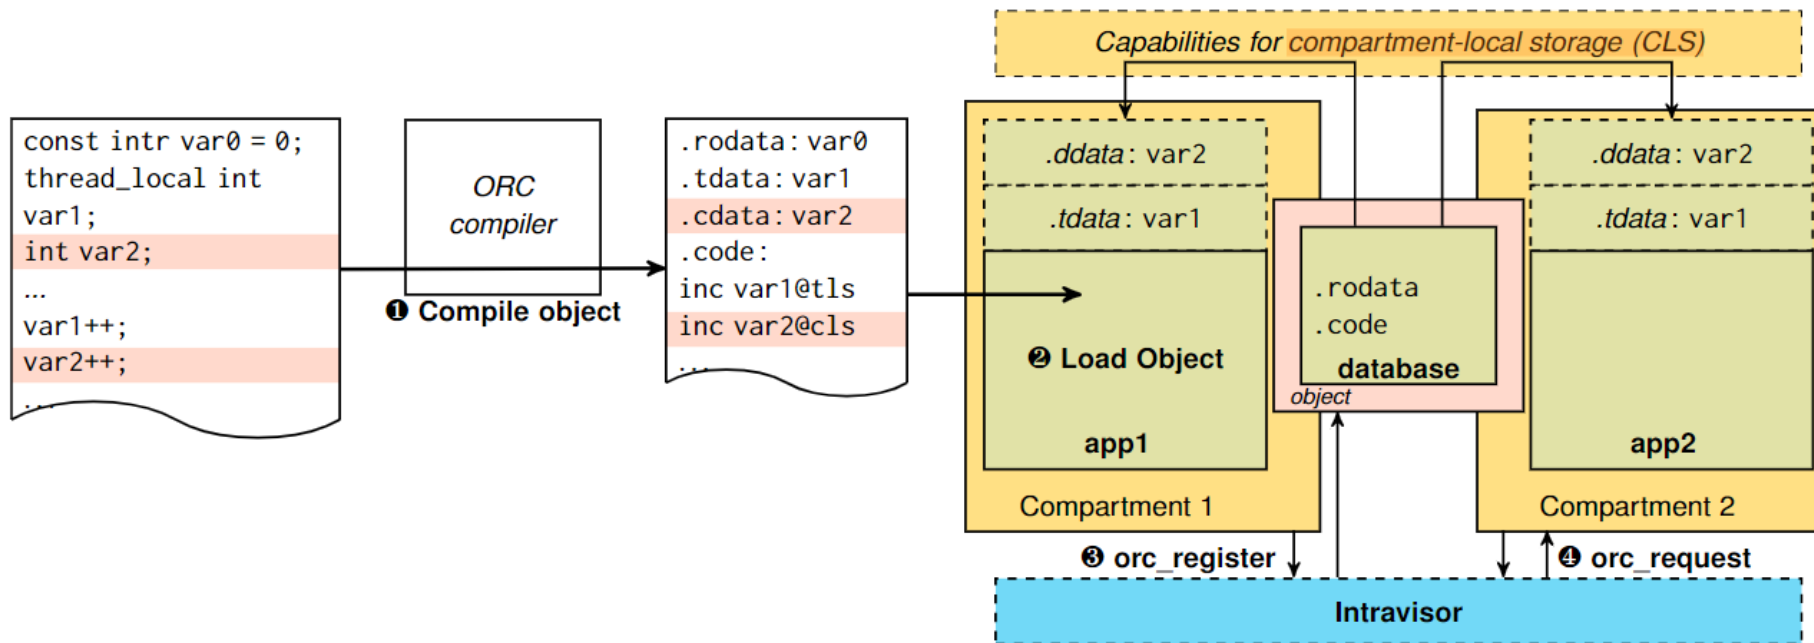 Capabilities for compartment-local storage (CLS)
const intr var0 = 0;
thread_local int
var1;
int var2;
...
var1++;
var2++;
...
ORC
compiler
❶ Compile object
.rodata: var0
.tdata: var1
.cdata: var2
.code:
inc var1@tls
inc var2@cls
...
.ddata: var2
.tdata: var1
❷ Load Object
app1
Compartment 1
.rodata
.code
database
object
.ddata: var2
.tdata: var1
app2
Compartment 2
❸ orc_register
❹ orc_request
Intravisor